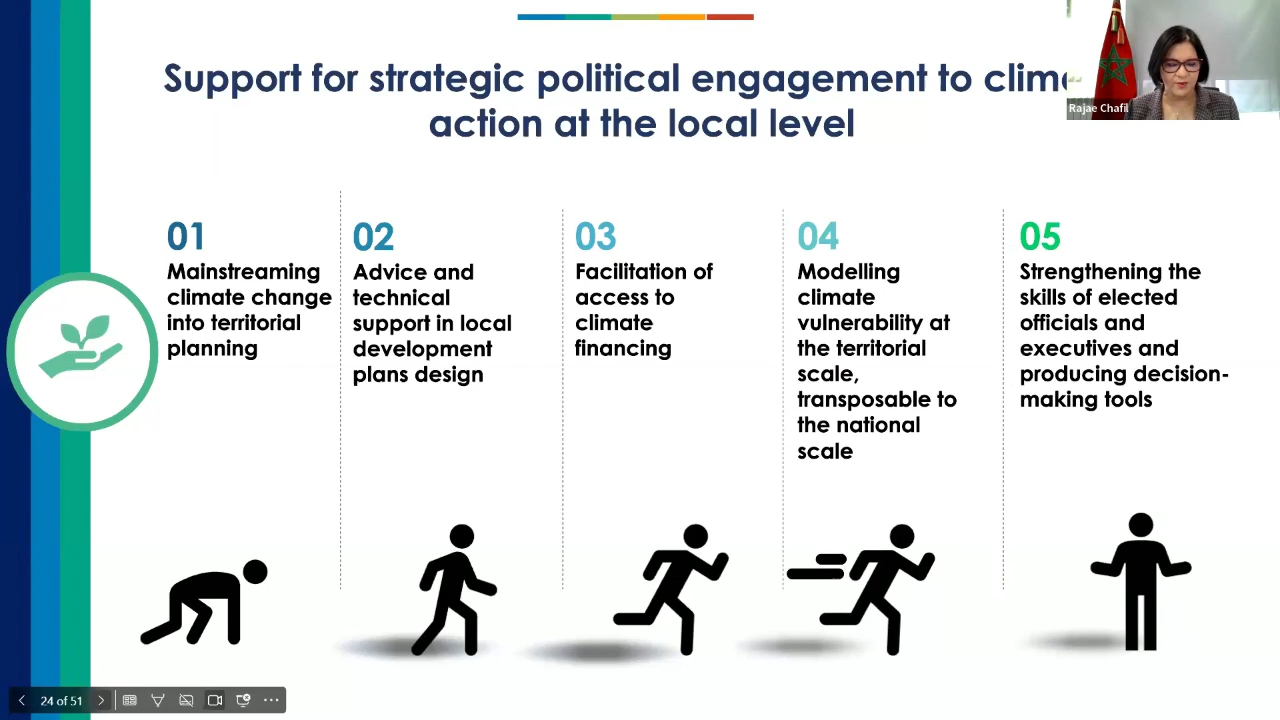 Support for strategic political engagement to clim
action at the local level
Rajae Chafil
01
Mainstreaming
climate change
into territorial
planning
02
Advice and
technical
support in local
development
plans design
03
Facilitation of
access to
climate
financing
04
Modelling
climate
vulnerability at
the territorial
scale,
transposable to
the national
scale
05
Strengthening the
skills of elected
officials and
executives and
producing decision-
making tools
24 of 51